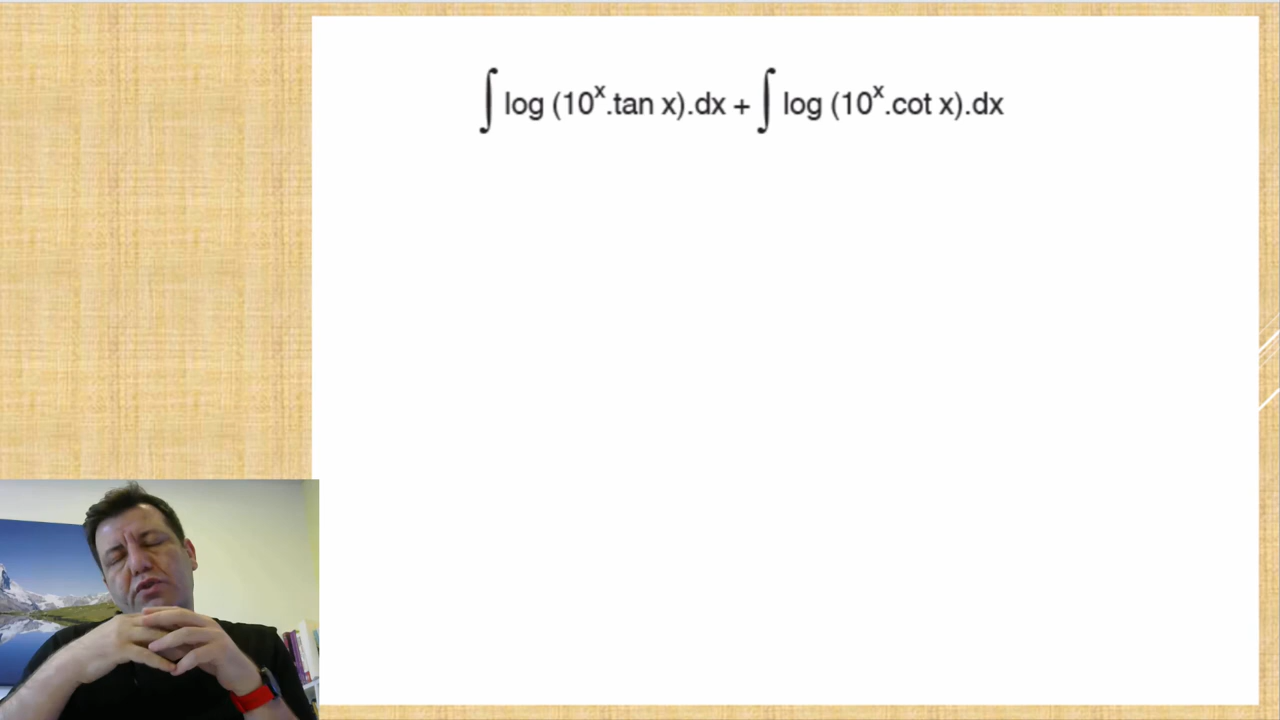 ∫ log (10ˣ.tan x).dx + ∫ log (10ˣ.cot x).dx